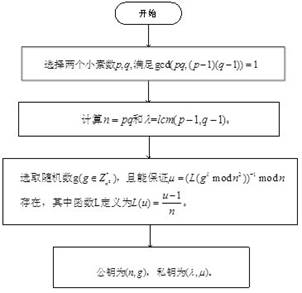 开始
选择两个小素数p,q,满足gcd(pq,(p−1)(q−1))=1
计算n=pq和λ=lcm(p−1,q−1)。
选取随机数g(g∈Z*ₙ²),且能保证μ=(L(g^λ mod n²))⁻¹ mod n
存在,其中函数L定义为L(u)=(u−1)/n。
公钥为(n,g),私钥为(λ,μ)。